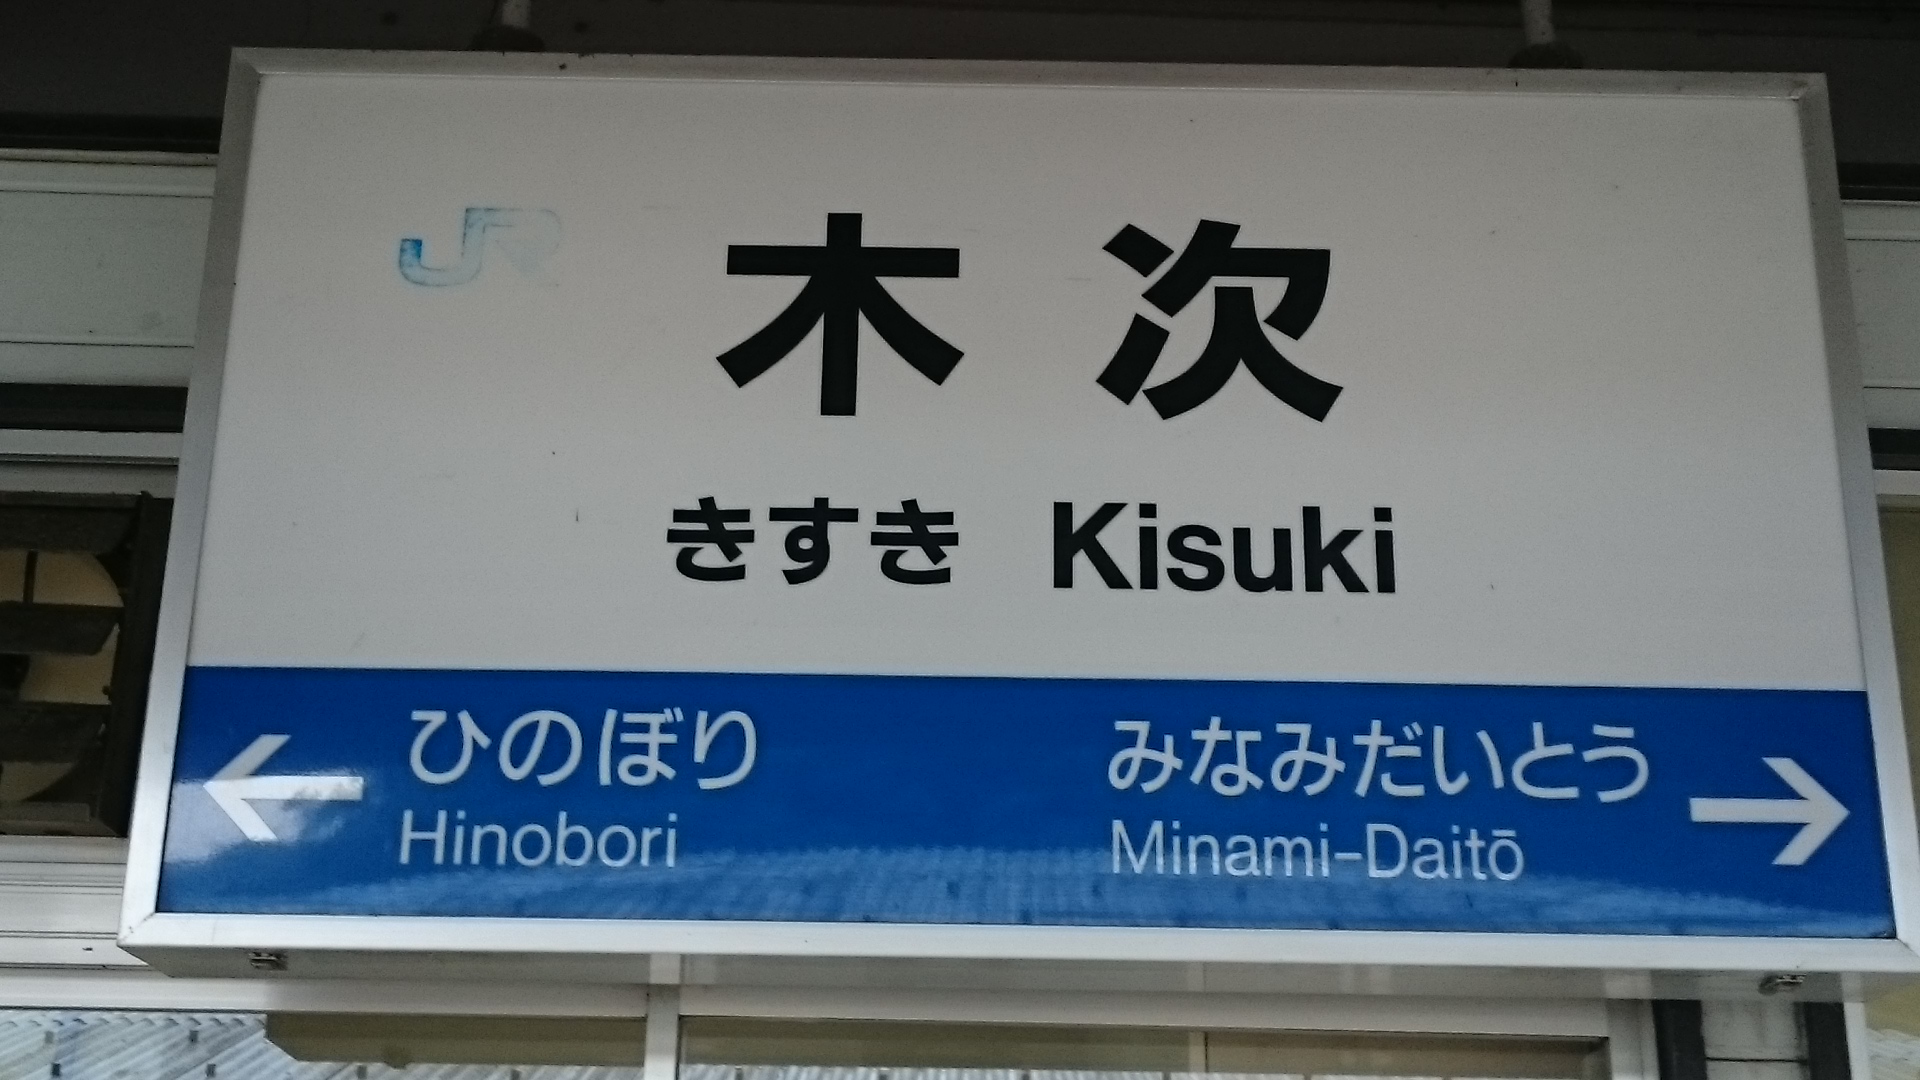 JR
木次
きすき Kisuki
ひのぼり
Hinobori
みなみだいとう
Minami-Daitō